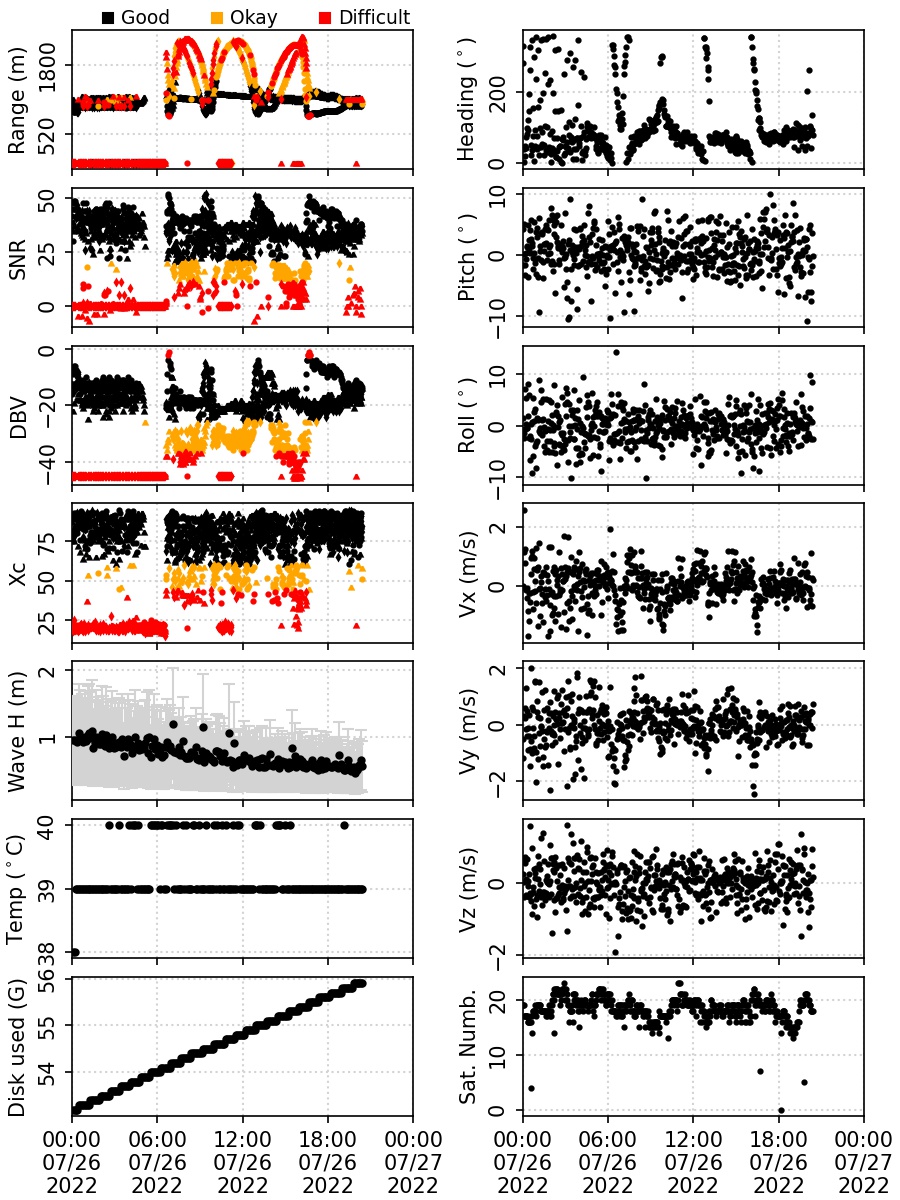 Good Okay Difficult
Range (m)
1800
520
Heading (°)
200
0
SNR
50
25
0
Pitch (°)
10
0
−10
DBV
0
−20
−40
Roll (°)
10
0
−10
Xc
75
50
25
Vx (m/s)
2
0
Wave H (m)
2
1
Vy (m/s)
2
0
−2
Temp (°C)
40
39
38
Vz (m/s)
0
−2
Disk used (G)
56
55
54
Sat. Numb.
20
10
0
00:00 06:00 12:00 18:00 00:00
07/26 07/26 07/26 07/26 07/27
2022 2022 2022 2022 2022
00:00 06:00 12:00 18:00 00:00
07/26 07/26 07/26 07/26 07/27
2022 2022 2022 2022 2022